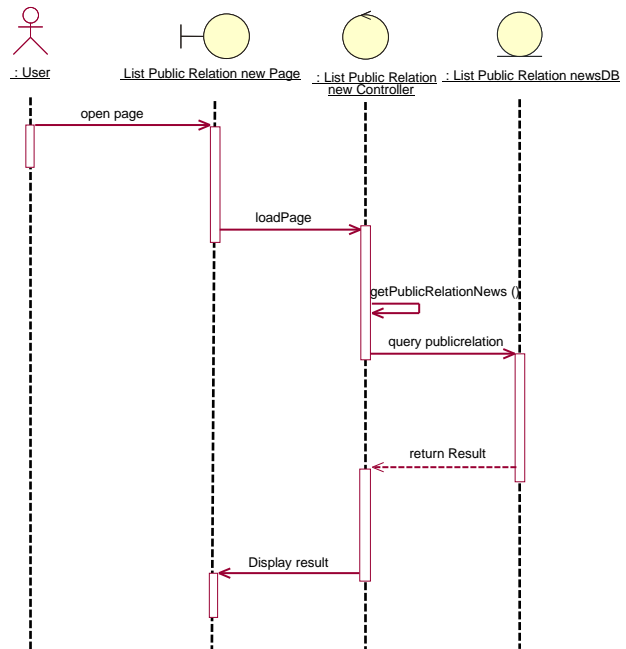 : User
List Public Relation new Page
: List Public Relation
new Controller
: List Public Relation newsDB
open page
loadPage
getPublicRelationNews ()
query publicrelation
return Result
Display result